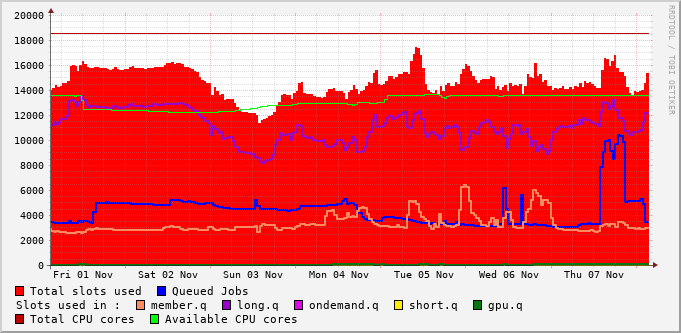 20000
18000
16000
14000
12000
10000
8000
6000
4000
2000
0
Fri 01 Nov Sat 02 Nov Sun 03 Nov Mon 04 Nov Tue 05 Nov Wed 06 Nov Thu 07 Nov
Total slots used Queued Jobs
Slots used in : member.q long.q ondemand.q short.q gpu.q
Total CPU cores Available CPU cores
RRDTOOL / TOBI OETIKER